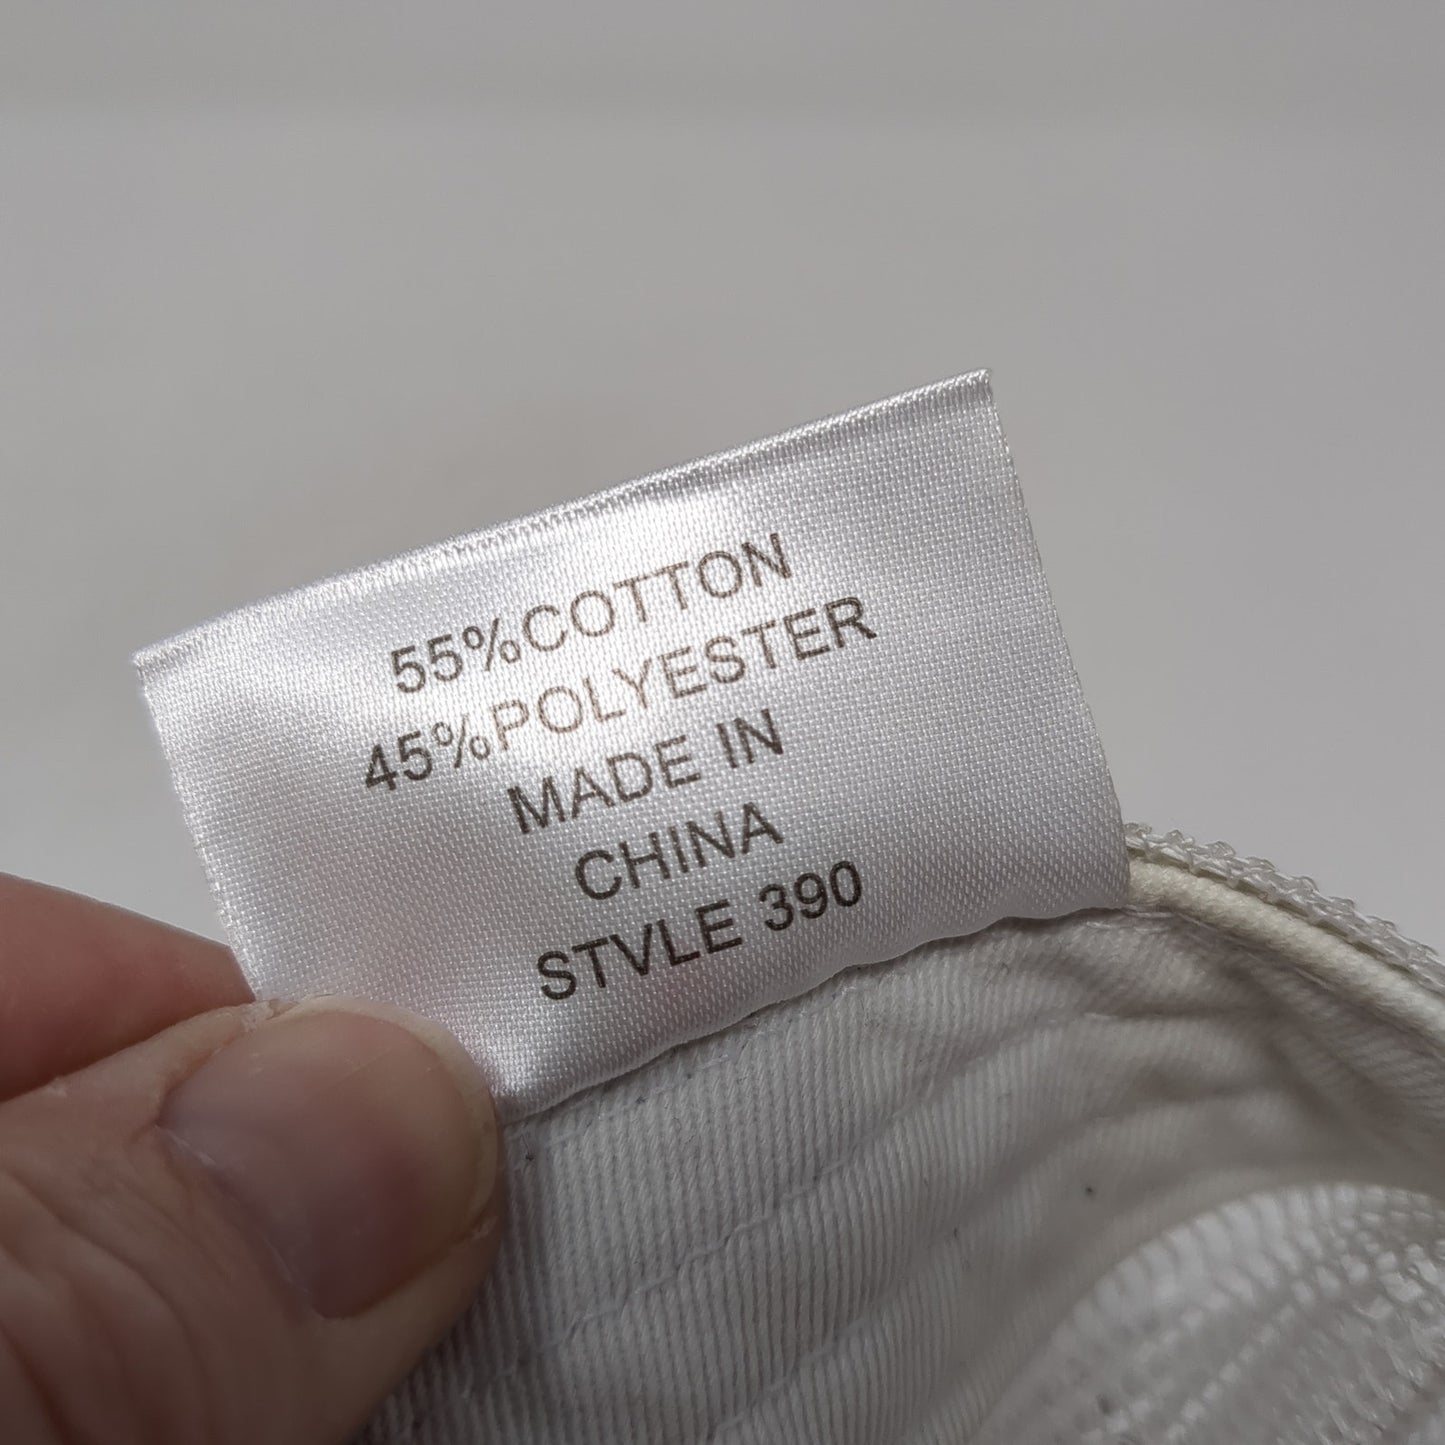 55%COTTON
45%POLYESTER
MADE IN
CHINA
STVLE 390